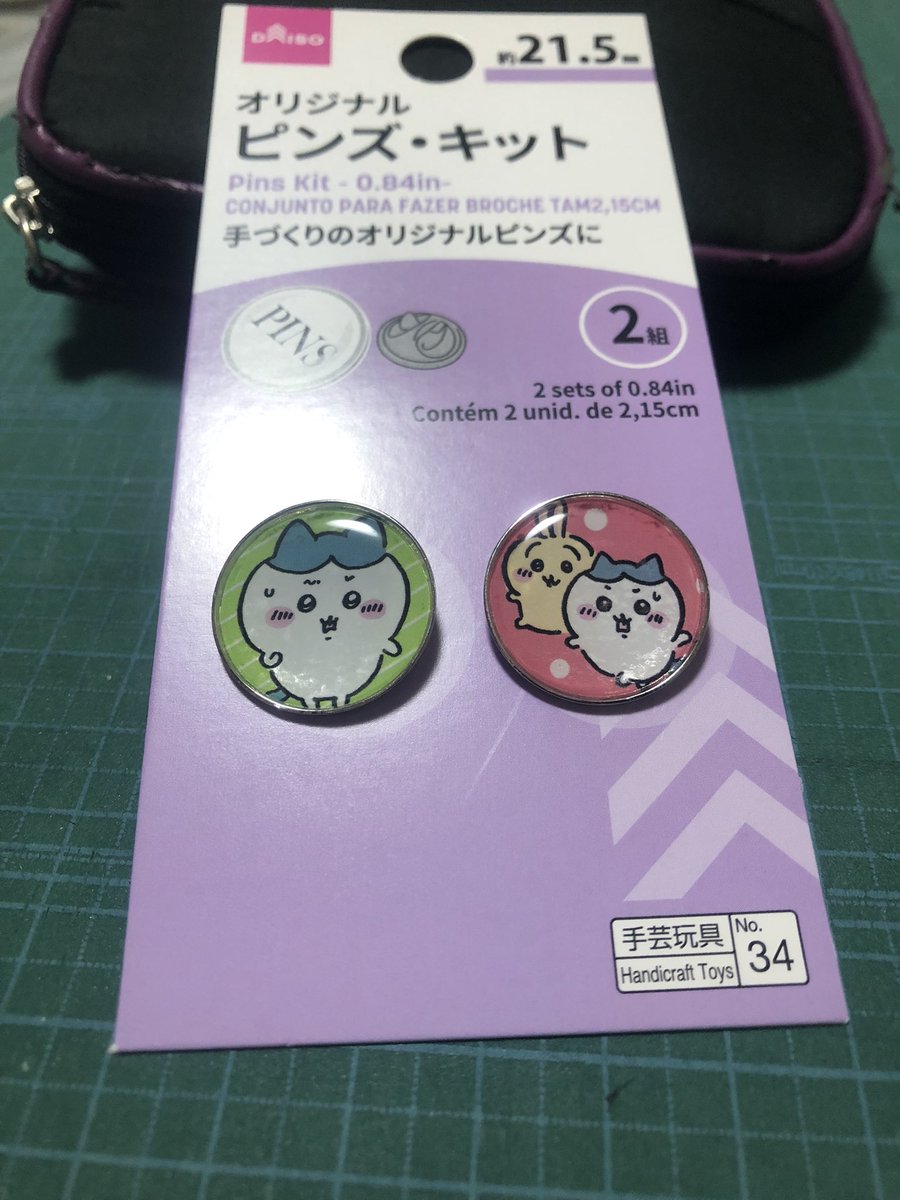 DAISO
約21.5mm
オリジナル
ピンズ・キット
Pins Kit - 0.84in-
CONJUNTO PARA FAZER BROCHE TAM2,15CM
手づくりのオリジナルピンズに
PINS
2組
2 sets of 0.84in
Contém 2 unid. de 2,15cm
手芸玩具
Handicraft Toys
No.
34